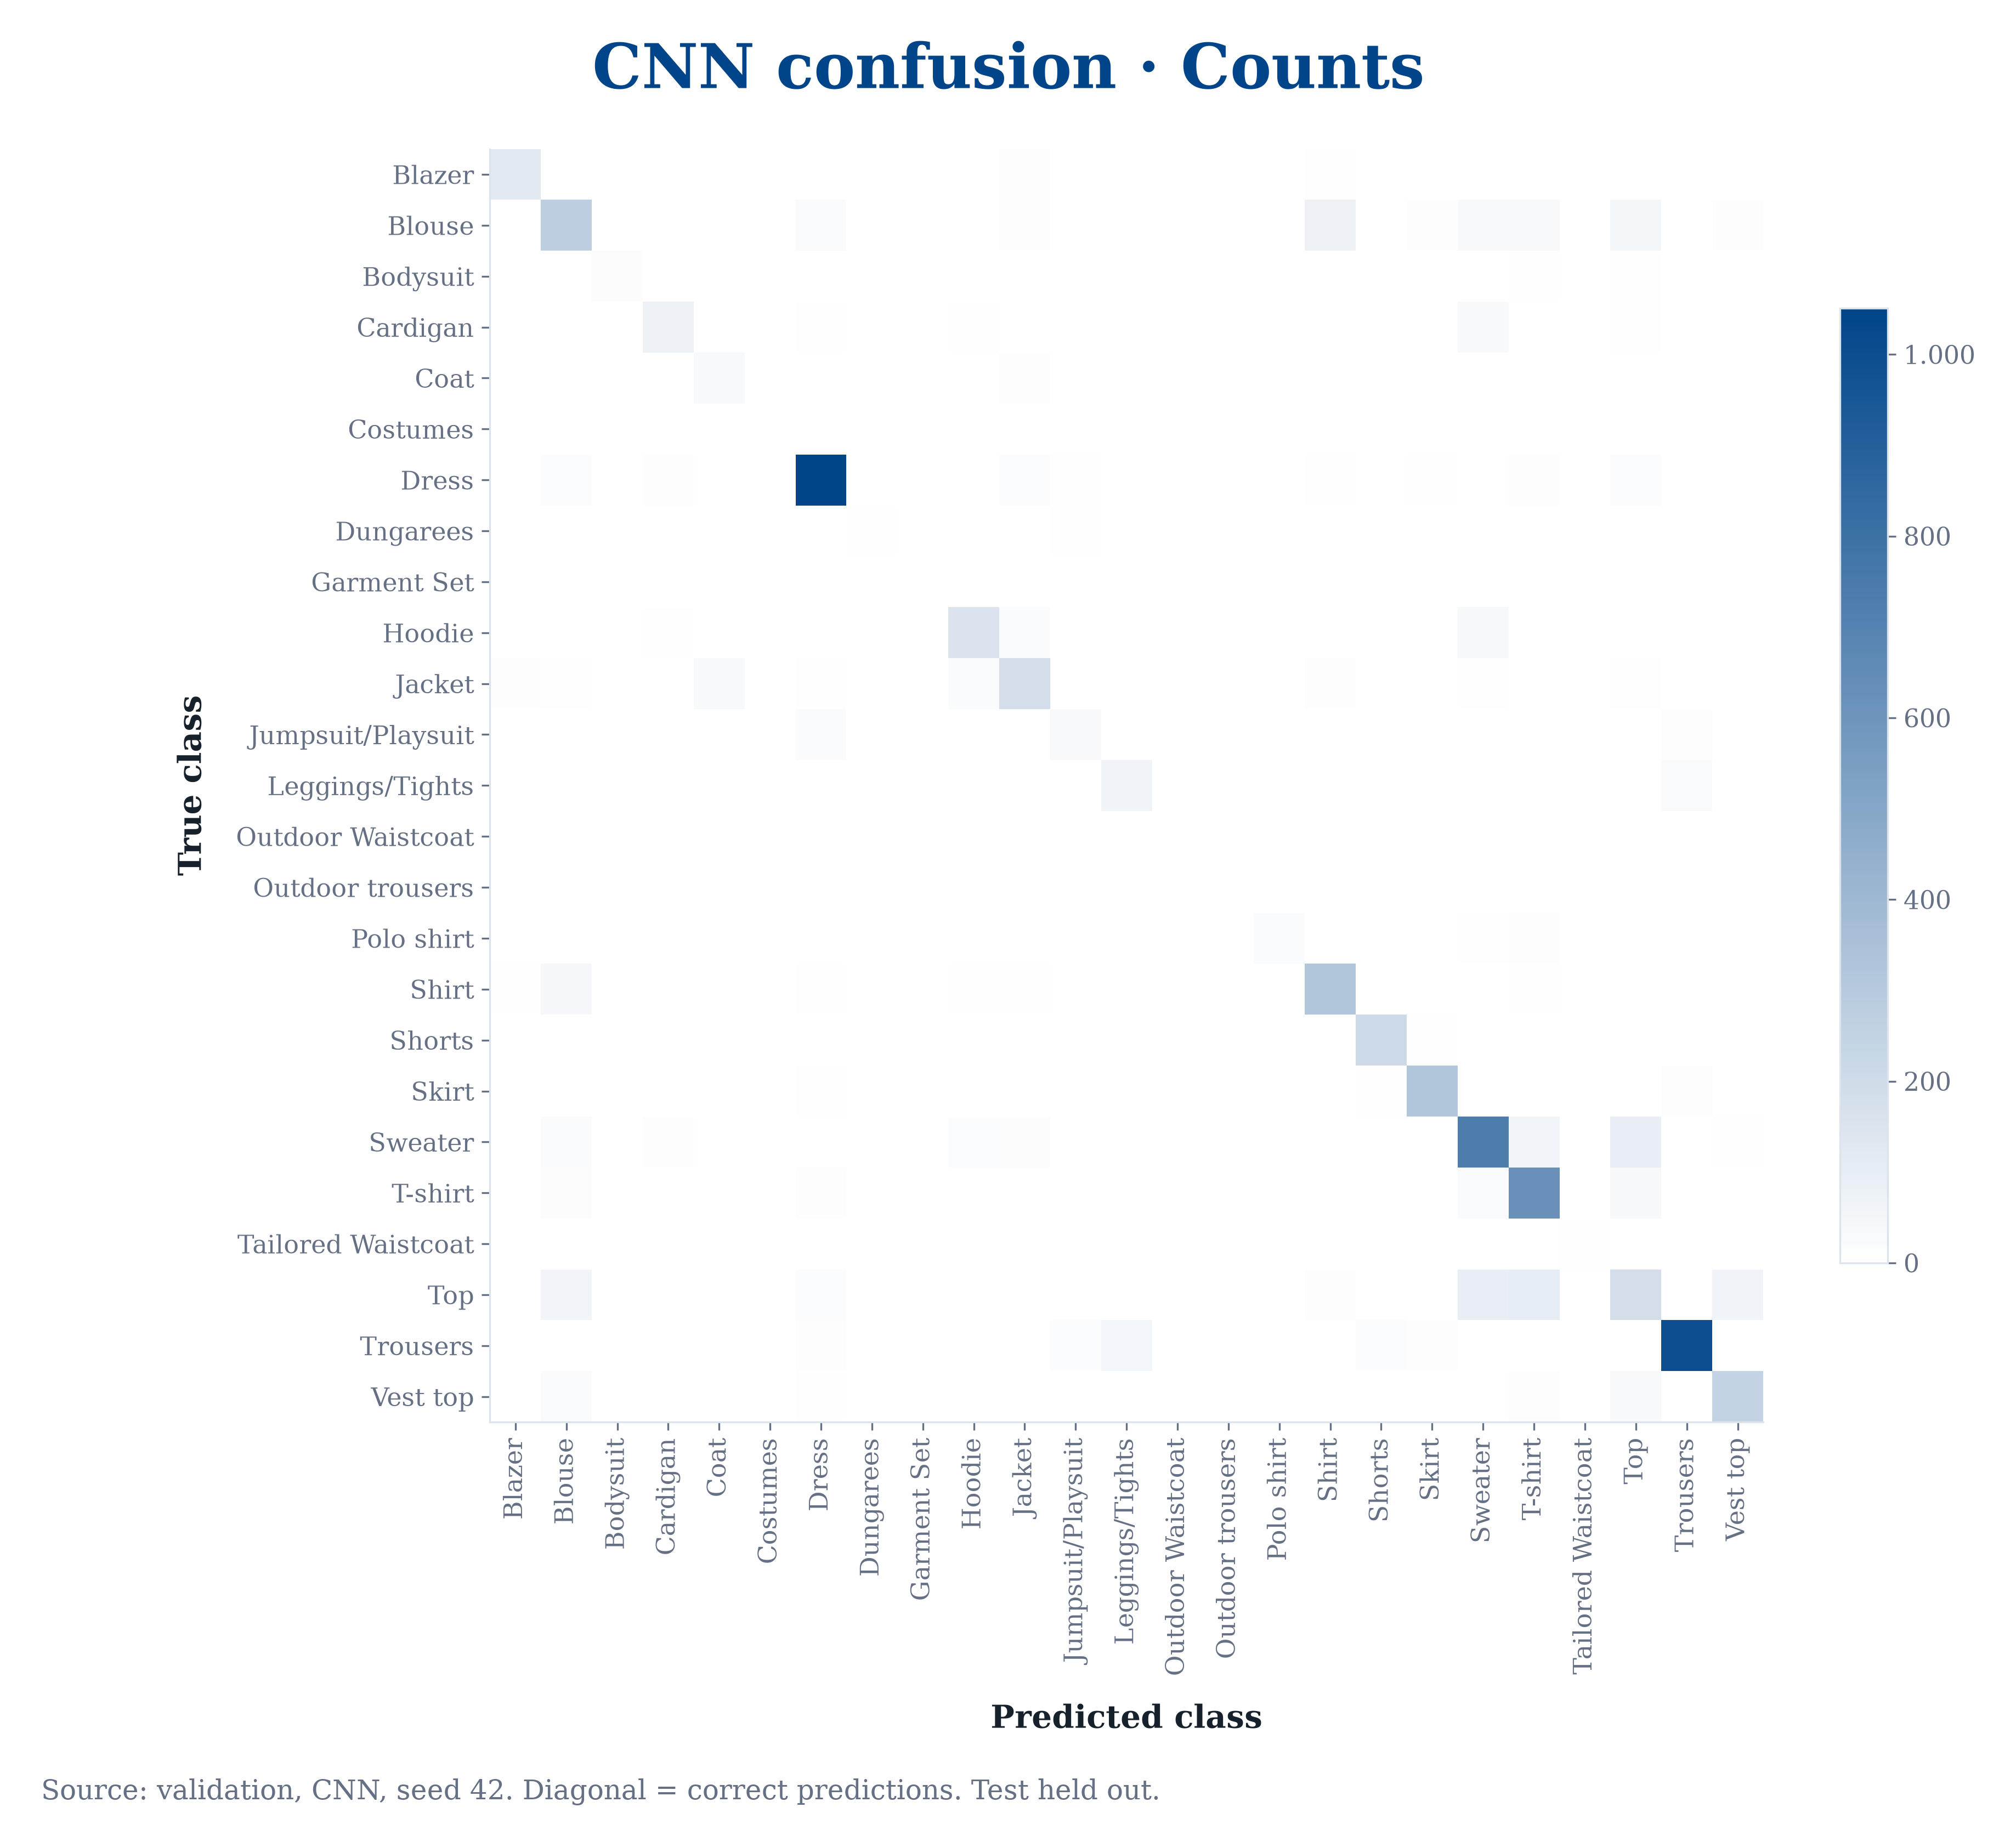 CNN confusion · Counts
True class
Blazer
Blouse
Bodysuit
Cardigan
Coat
Costumes
Dress
Dungarees
Garment Set
Hoodie
Jacket
Jumpsuit/Playsuit
Leggings/Tights
Outdoor Waistcoat
Outdoor trousers
Polo shirt
Shirt
Shorts
Skirt
Sweater
T-shirt
Tailored Waistcoat
Top
Trousers
Vest top
1.000
800
600
400
200
0
Blazer
Blouse
Bodysuit
Cardigan
Coat
Costumes
Dress
Dungarees
Garment Set
Hoodie
Jacket
Jumpsuit/Playsuit
Leggings/Tights
Outdoor Waistcoat
Outdoor trousers
Polo shirt
Shirt
Shorts
Skirt
Sweater
T-shirt
Tailored Waistcoat
Top
Trousers
Vest top
Predicted class
Source: validation, CNN, seed 42. Diagonal = correct predictions. Test held out.